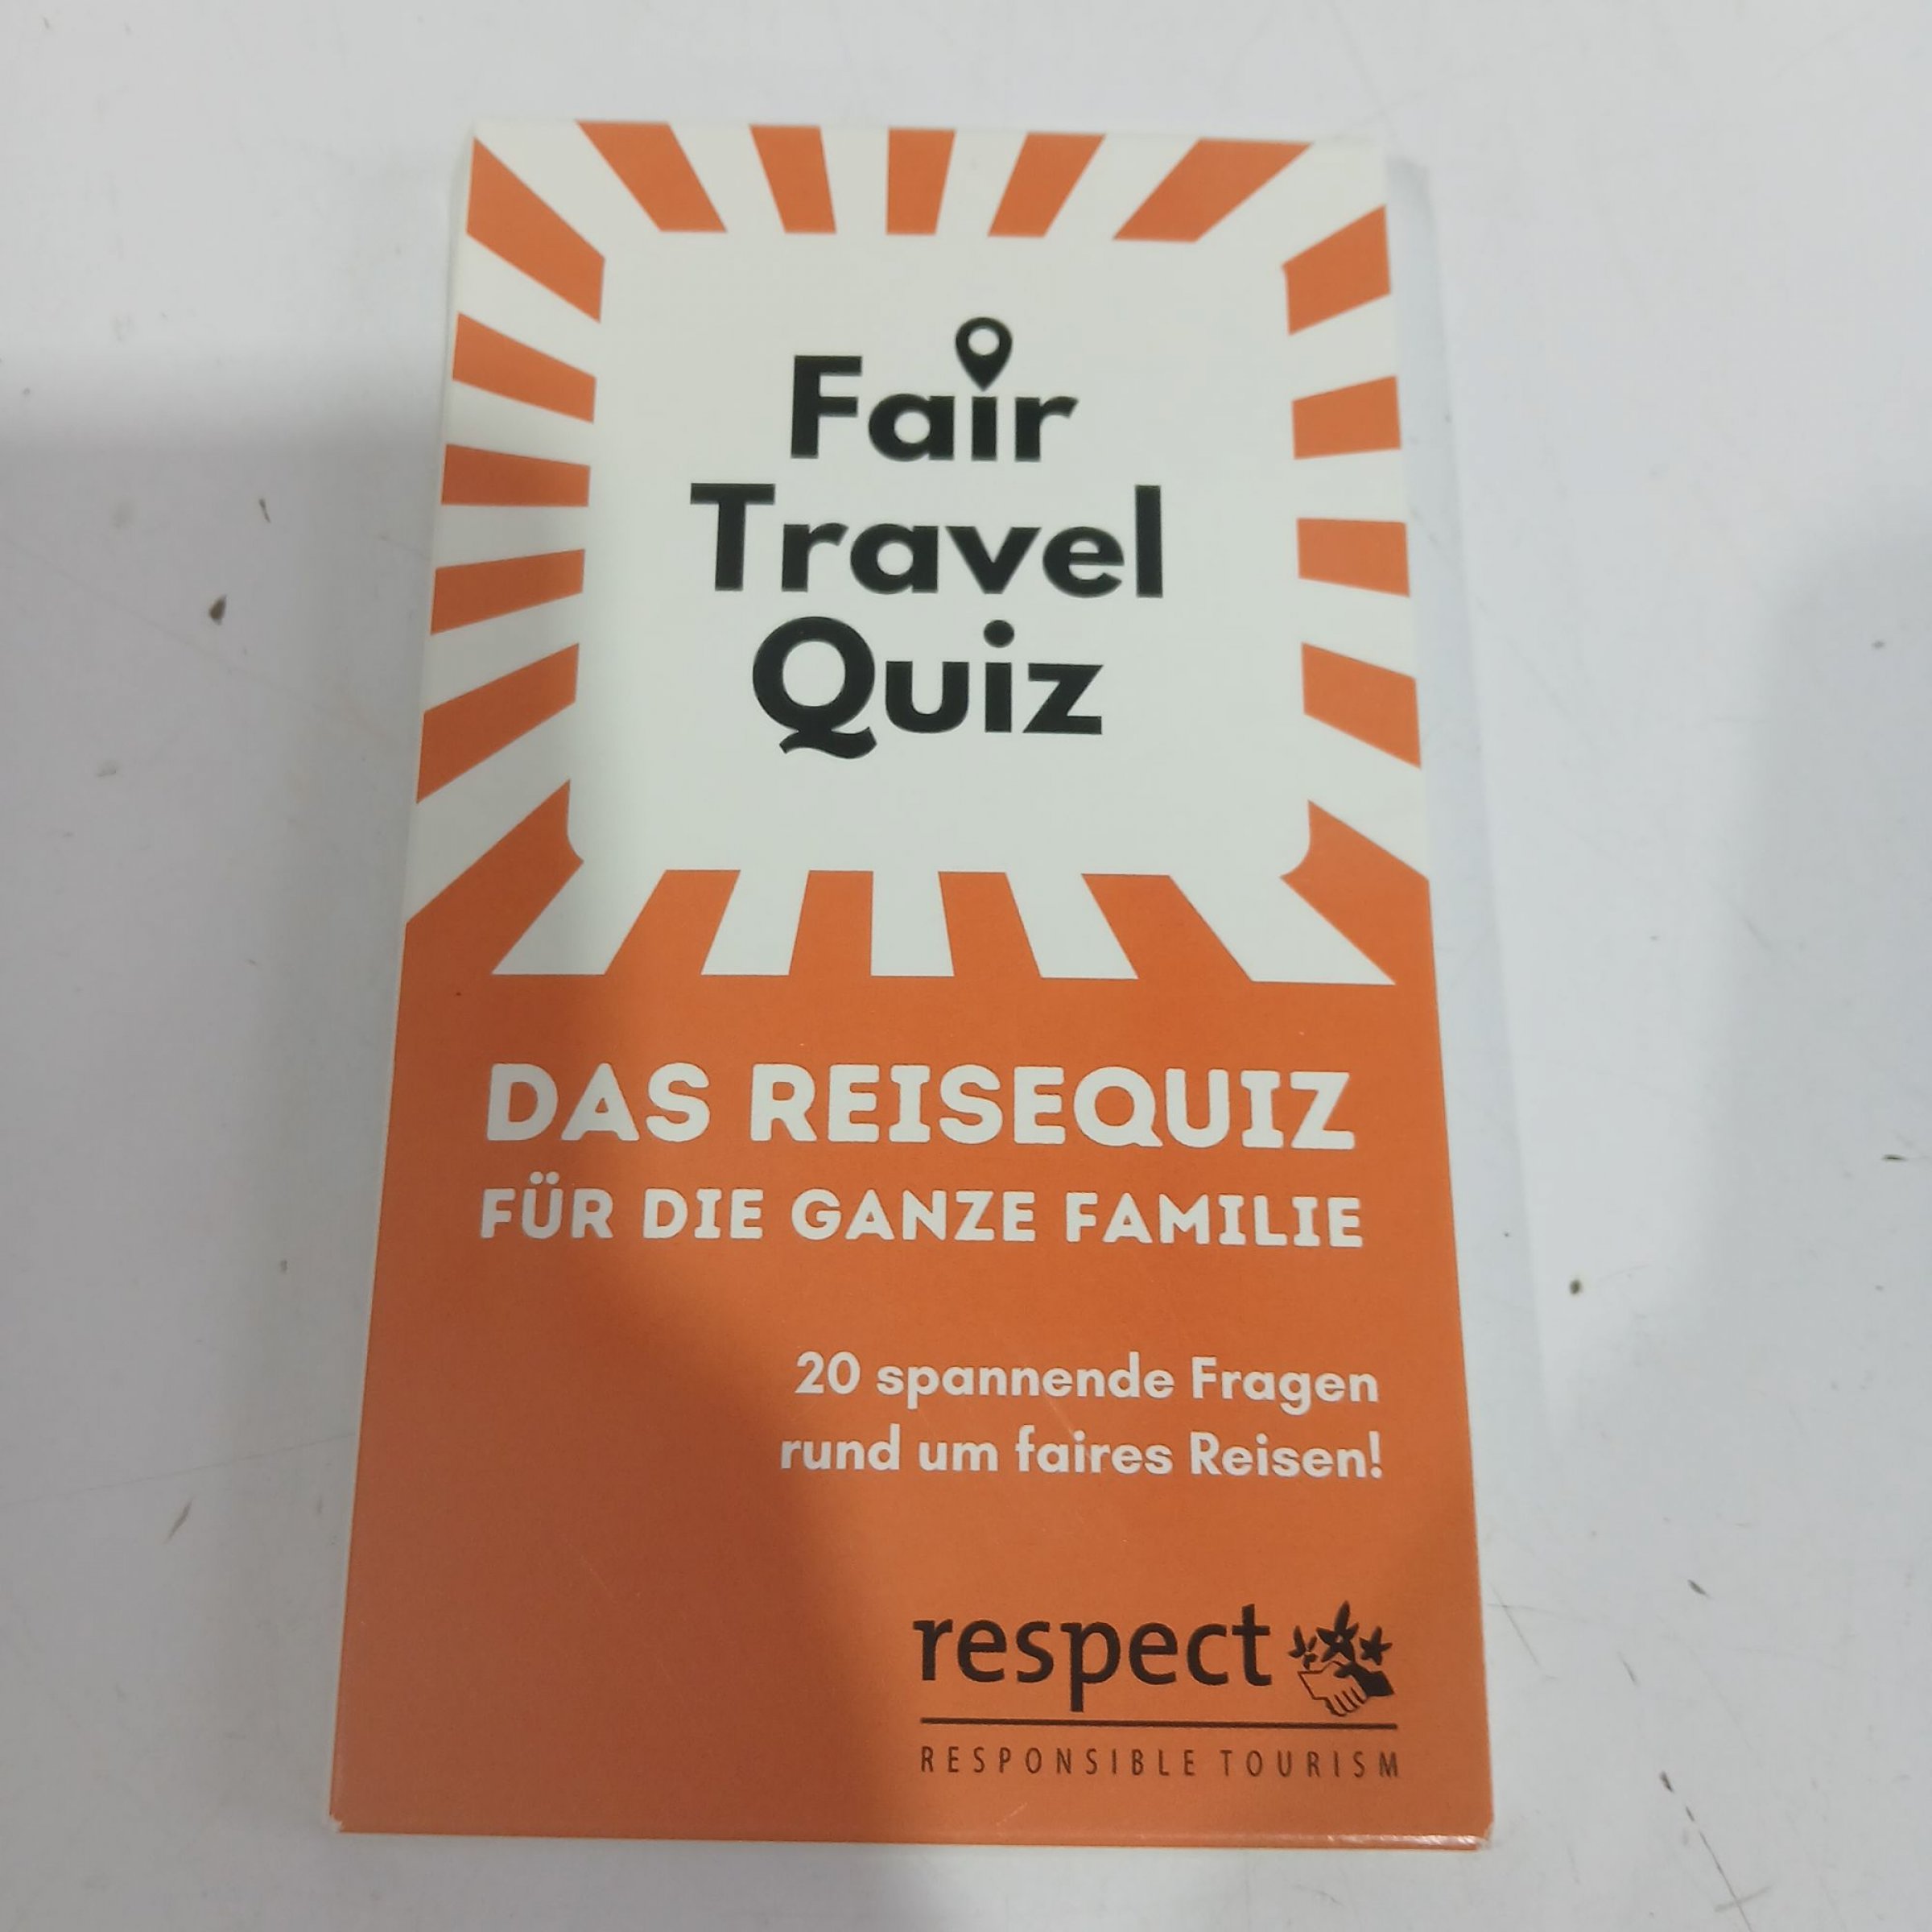 Fair
Travel
Quiz
DAS REISEQUIZ
FÜR DIE GANZE FAMILIE
20 spannende Fragen
rund um faires Reisen!
respect
RESPONSIBLE TOURISM